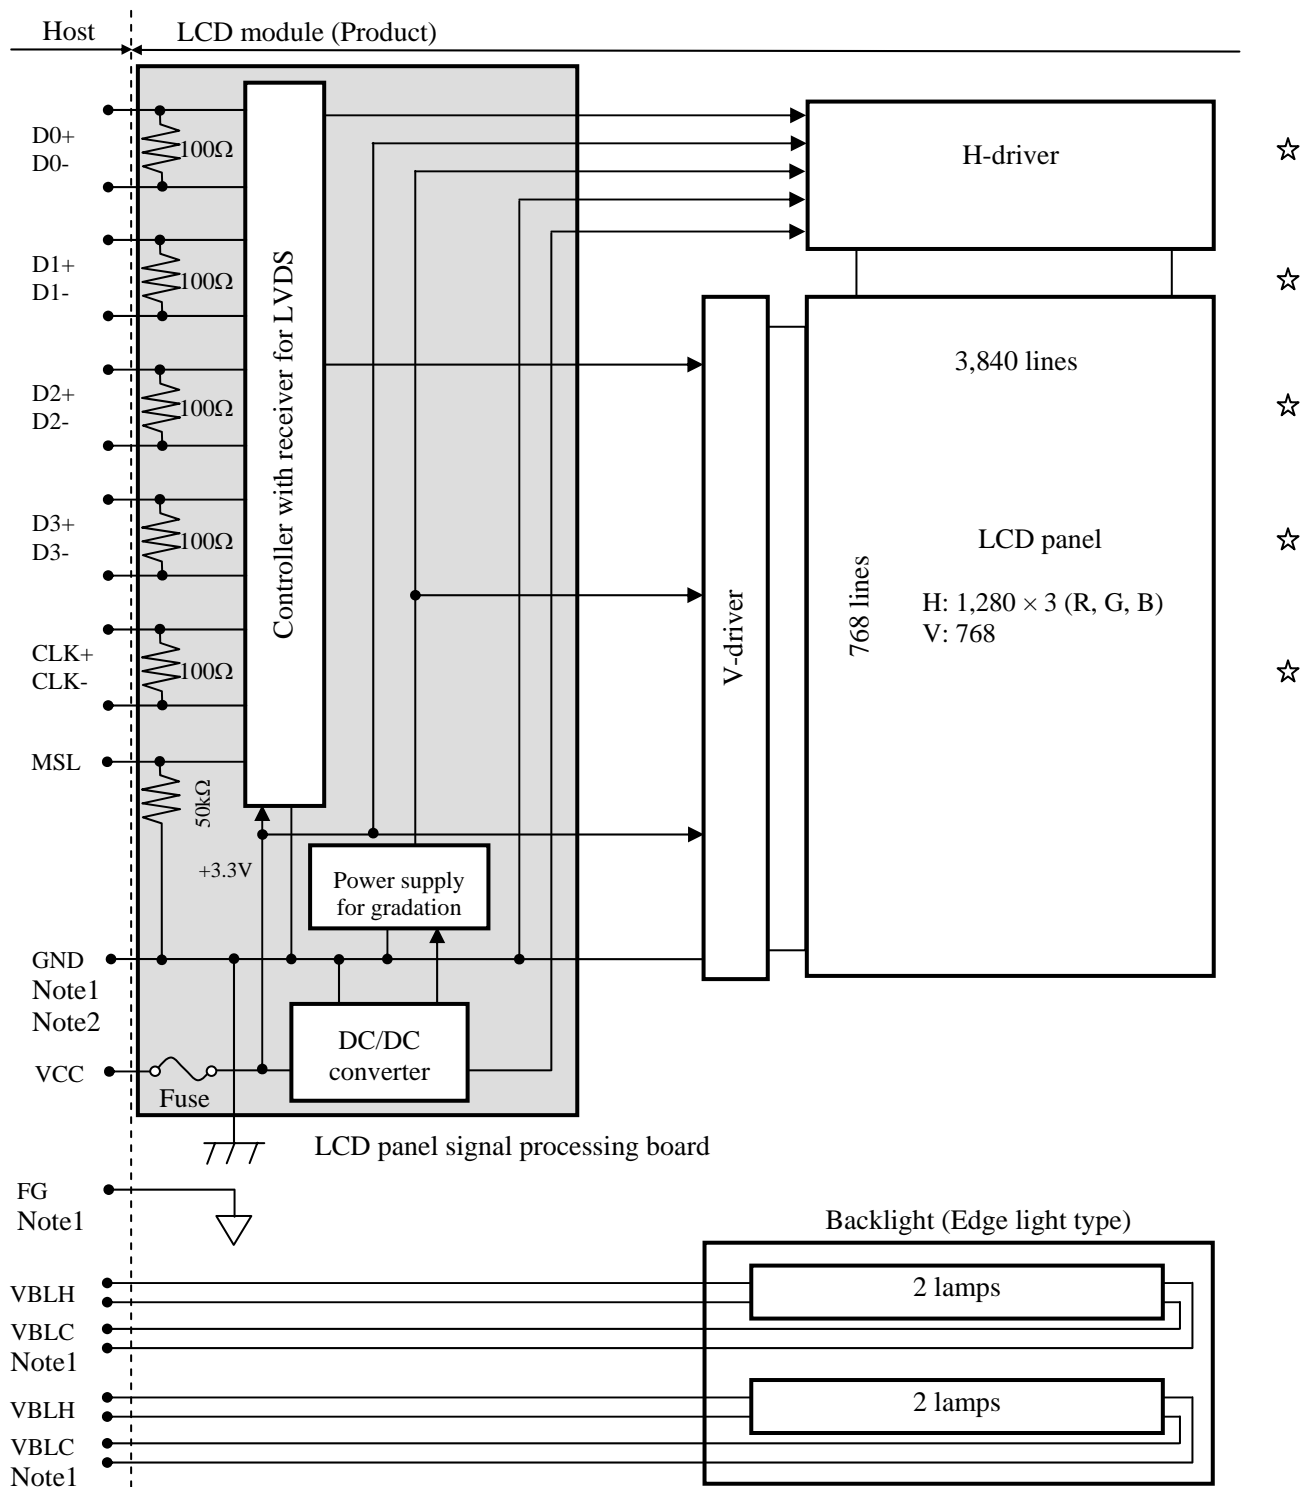 Host
LCD module (Product)
D0+
D0-
100Ω
D1+
D1-
100Ω
D2+
D2-
100Ω
D3+
D3-
100Ω
CLK+
CLK-
100Ω
MSL
50kΩ
Controller with receiver for LVDS
H-driver
3,840 lines
768 lines
LCD panel
H: 1,280 × 3 (R, G, B)
V: 768
V-driver
+3.3V
Power supply
for gradation
GND
Note1
Note2
DC/DC
converter
VCC
Fuse
LCD panel signal processing board
FG
Note1
Backlight (Edge light type)
VBLH
2 lamps
VBLC
Note1
VBLH
2 lamps
VBLC
Note1